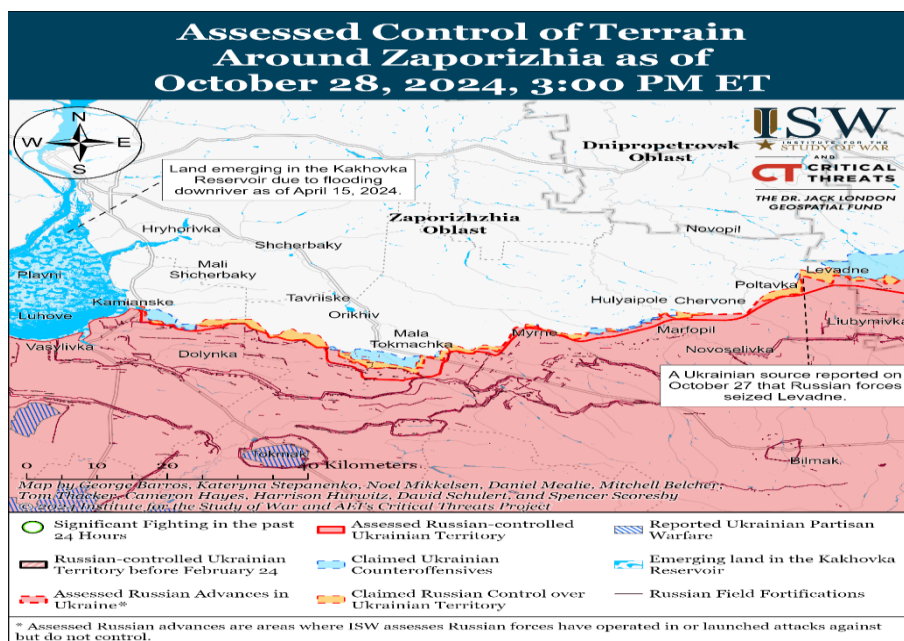 Assessed Control of Terrain
Around Zaporizhia as of
October 28, 2024, 3:00 PM ET
N
W E
S
ISW
INSTITUTE FOR THE
STUDY OF WAR
AND
CT CRITICAL
THREATS
THE DR. JACK LONDON
GEOSPATIAL FUND
Dnipropetrovsk
Oblast
Land emerging in the Kakhovka
Reservoir due to flooding
downriver as of April 15, 2024.
Zaporizhzhia
Oblast
Hryhorivka
Shcherbaky
Novopil
Plavni
Mali
Shcherbaky
Levadne
Poltavka
Kamianske
Tavriiske
Hulyaipole
Chervone
Luhove
Orikhiv
Mala
Tokmachka
Myrne
Marfopil
Liubymivka
Vasylivka
Dolynka
Novoselivka
A Ukrainian source reported on
October 27 that Russian forces
seized Levadne.
Tokmak
Bilmak
0 10 20 40 Kilometers
Map by George Barros, Kateryna Stepanenko, Noel Mikkelsen, Daniel Mealie, Mitchell Belcher,
Tom Thacker, Cameron Hayes, Harrison Hurwitz, David Schulert, and Spencer Scoresby
© 2024 Institute for the Study of War and AEI's Critical Threats Project
Significant Fighting in the past
24 Hours
Assessed Russian-controlled
Ukrainian Territory
Reported Ukrainian Partisan
Warfare
Russian-controlled Ukrainian
Territory before February 24
Claimed Ukrainian
Counteroffensives
Emerging land in the Kakhovka
Reservoir
Assessed Russian Advances in
Ukraine*
Claimed Russian Control over
Ukrainian Territory
Russian Field Fortifications
* Assessed Russian advances are areas where ISW assesses Russian forces have operated in or launched attacks against
but do not control.